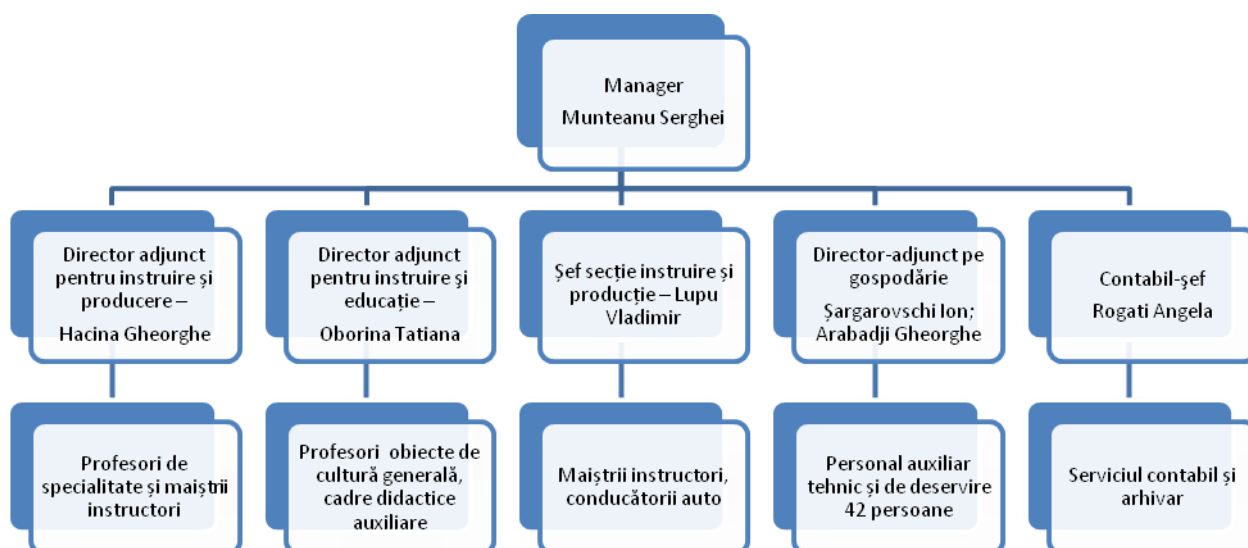 Manager
Munteanu Serghei
Director adjunct
pentru instruire și
producere –
Hacina Gheorghe
Director adjunct
pentru instruire și
educație –
Oborina Tatiana
Șef secție instruire și
producție – Lupu
Vladimir
Director-adjunct pe
gospodărie
Șargarovschi Ion;
Arabadji Gheorghe
Contabil-șef
Rogati Angela
Profesori de
specialitate și maiștrii
instructori
Profesori obiecte de
cultură generală,
cadre didactice
auxiliare
Maiștrii instructori,
conducătorii auto
Personal auxiliar
tehnic și de deservire
42 persoane
Serviciul contabil și
arhivar